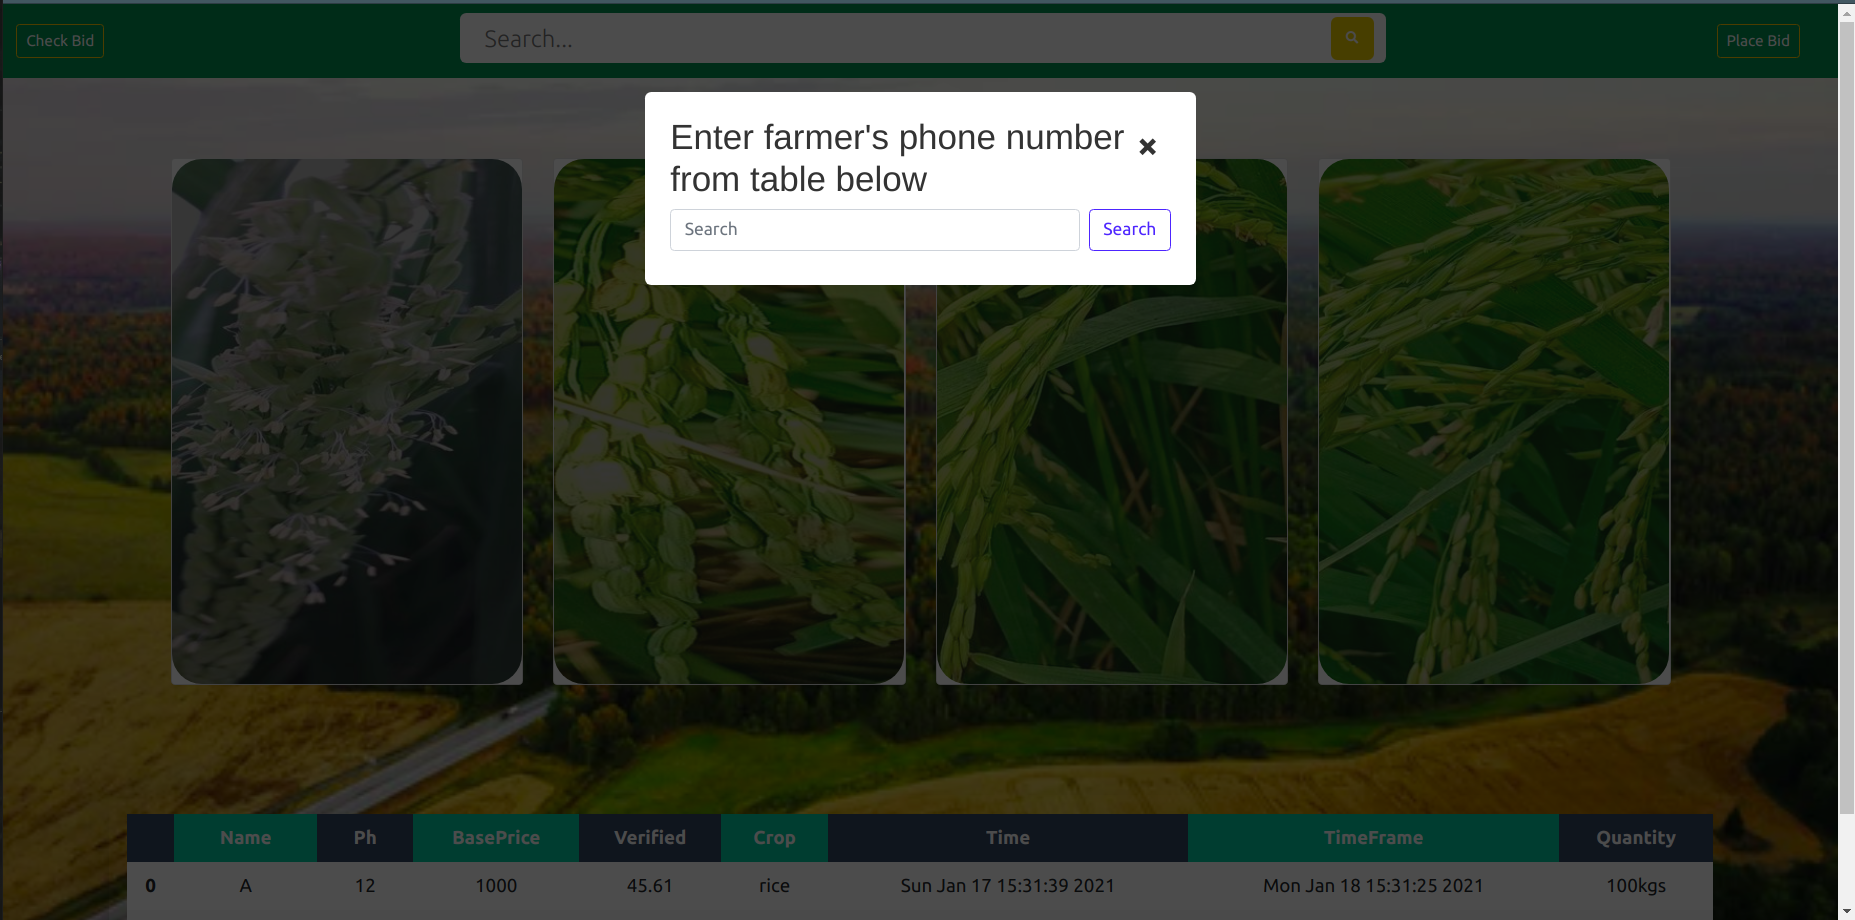 Check Bid
Search...
Place Bid
Enter farmer's phone number
from table below
Search
Search
Name Ph BasePrice Verified Crop Time TimeFrame Quantity
0 A 12 1000 45.61 rice Sun Jan 17 15:31:39 2021 Mon Jan 18 15:31:25 2021 100kgs